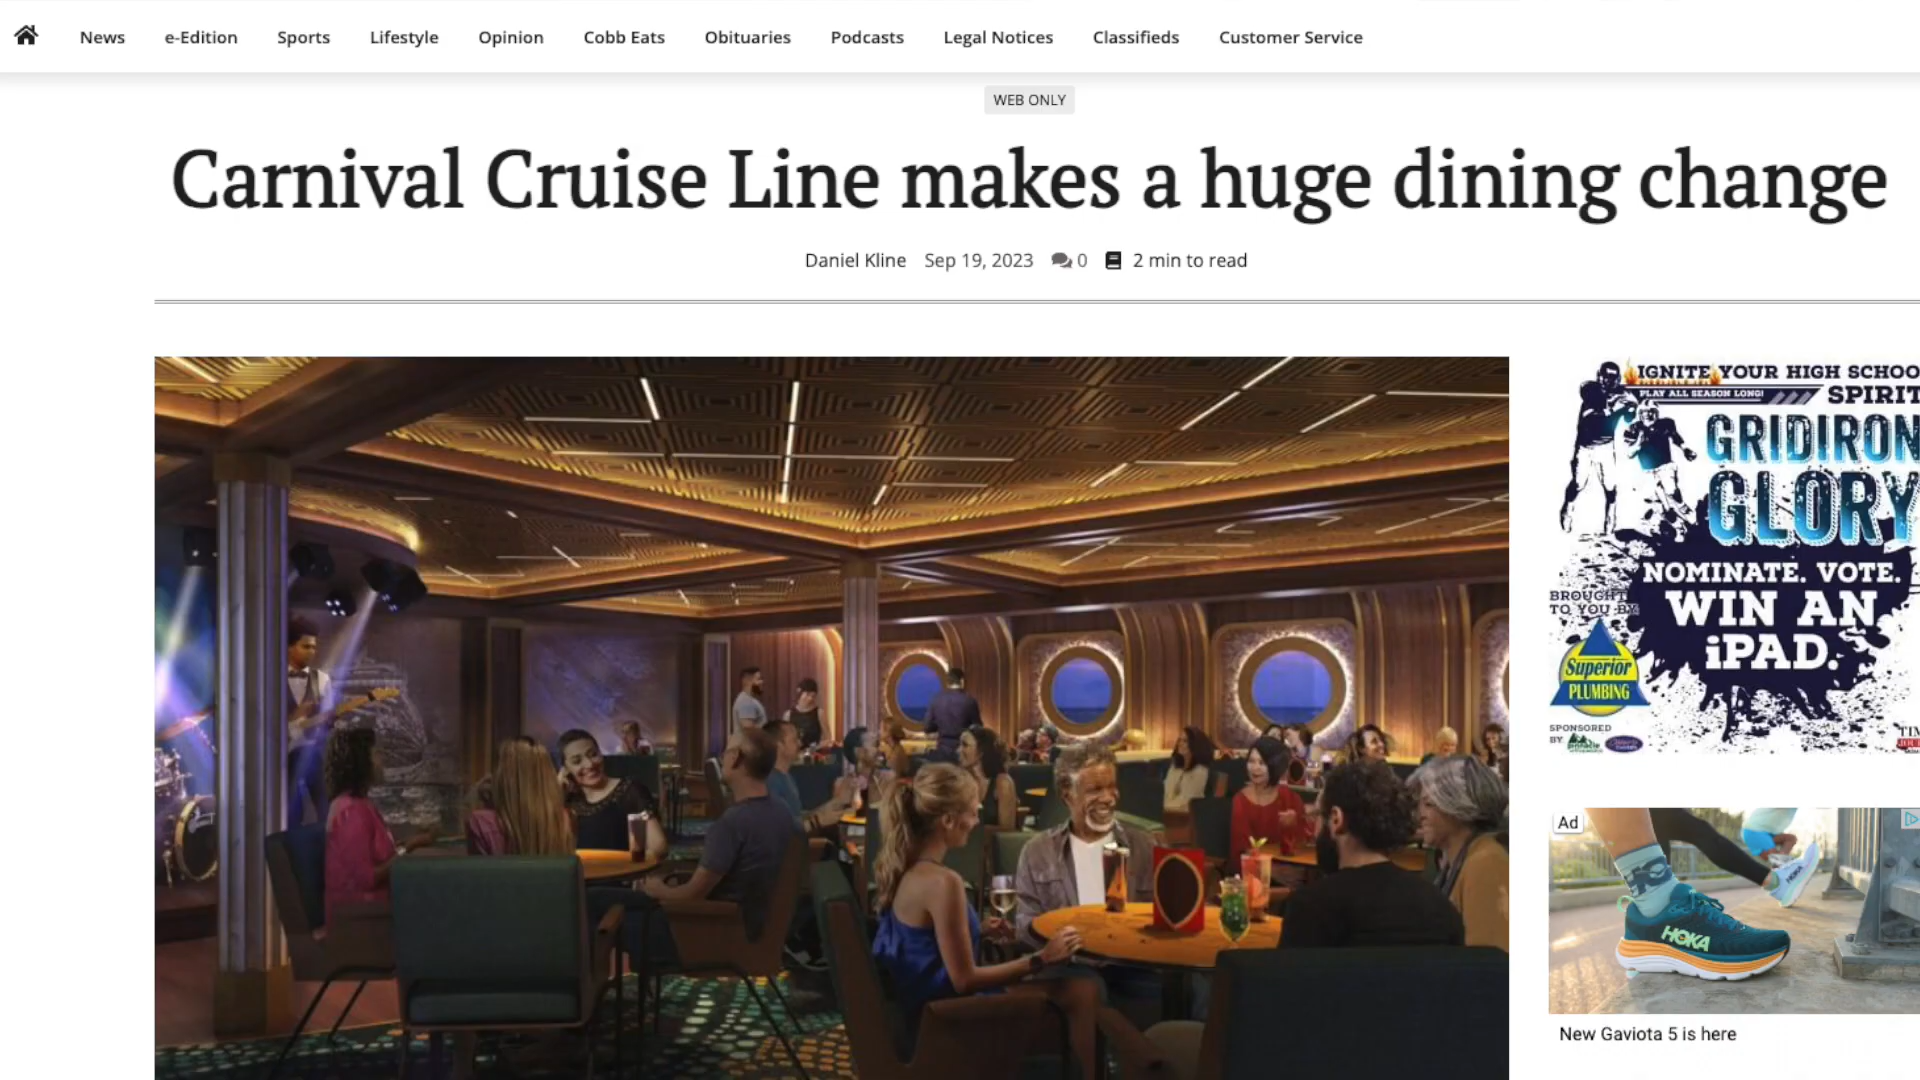 News e-Edition Sports Lifestyle Opinion Cobb Eats Obituaries Podcasts Legal Notices Classifieds Customer Service
WEB ONLY
Carnival Cruise Line makes a huge dining change
Daniel Kline Sep 19, 2023 0 2 min to read
IGNITE YOUR HIGH SCHOO
PLAY ALL SEASON LONG!
SPIRIT
GRIDIRON
GLORY
NOMINATE. VOTE.
WIN AN
iPAD.
BROUGHT
TO YOU BY:
Superior
PLUMBING
SPONSORED
BY
Ad
HOKA
HOKA
New Gaviota 5 is here